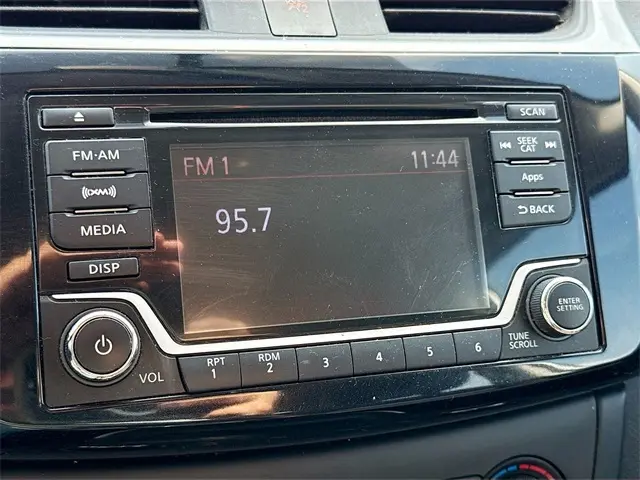 SCAN
FM·AM
SEEK
CAT
((XM))
Apps
MEDIA
BACK
DISP
FM 1
11:44
95.7
ENTER
SETTING
TUNE
SCROLL
VOL
RPT
1
RDM
2
3
4
5
6